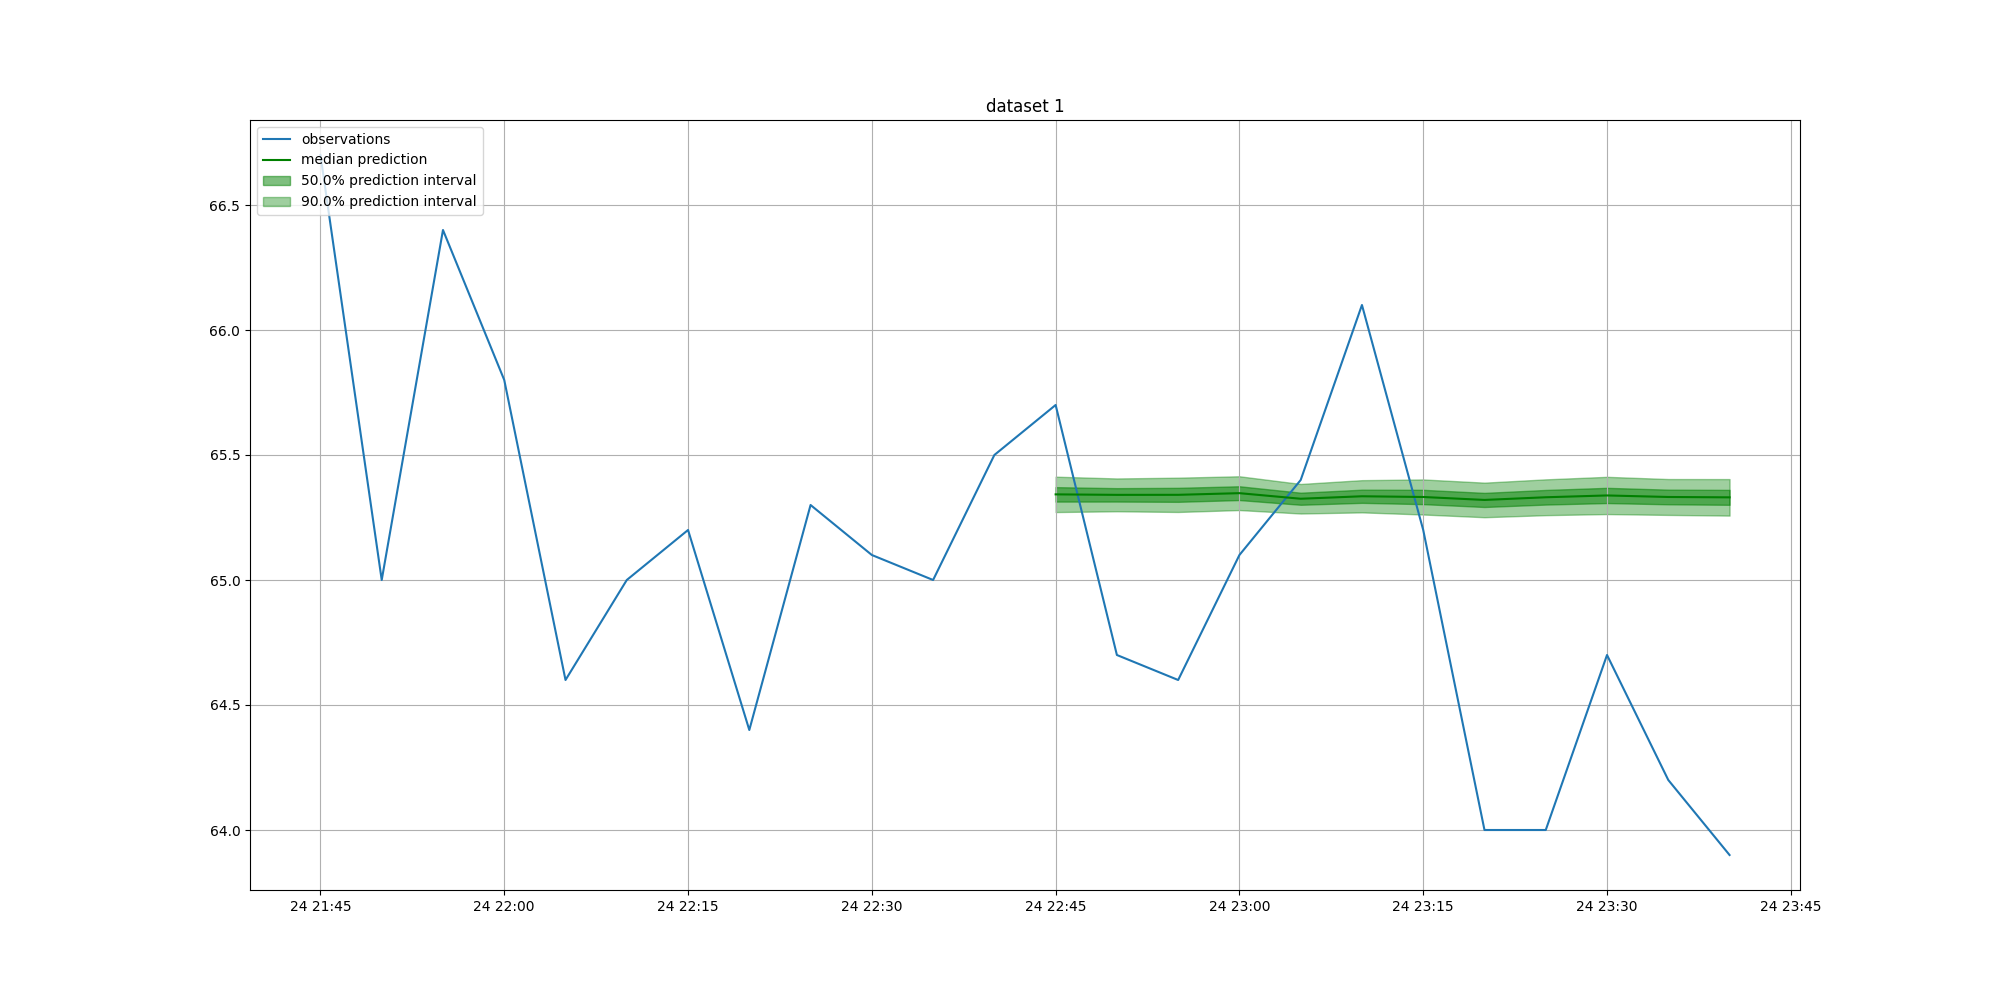 dataset 1
observations
median prediction
50.0% prediction interval
90.0% prediction interval
66.5
66.0
65.5
65.0
64.5
64.0
24 21:45 24 22:00 24 22:15 24 22:30 24 22:45 24 23:00 24 23:15 24 23:30 24 23:45